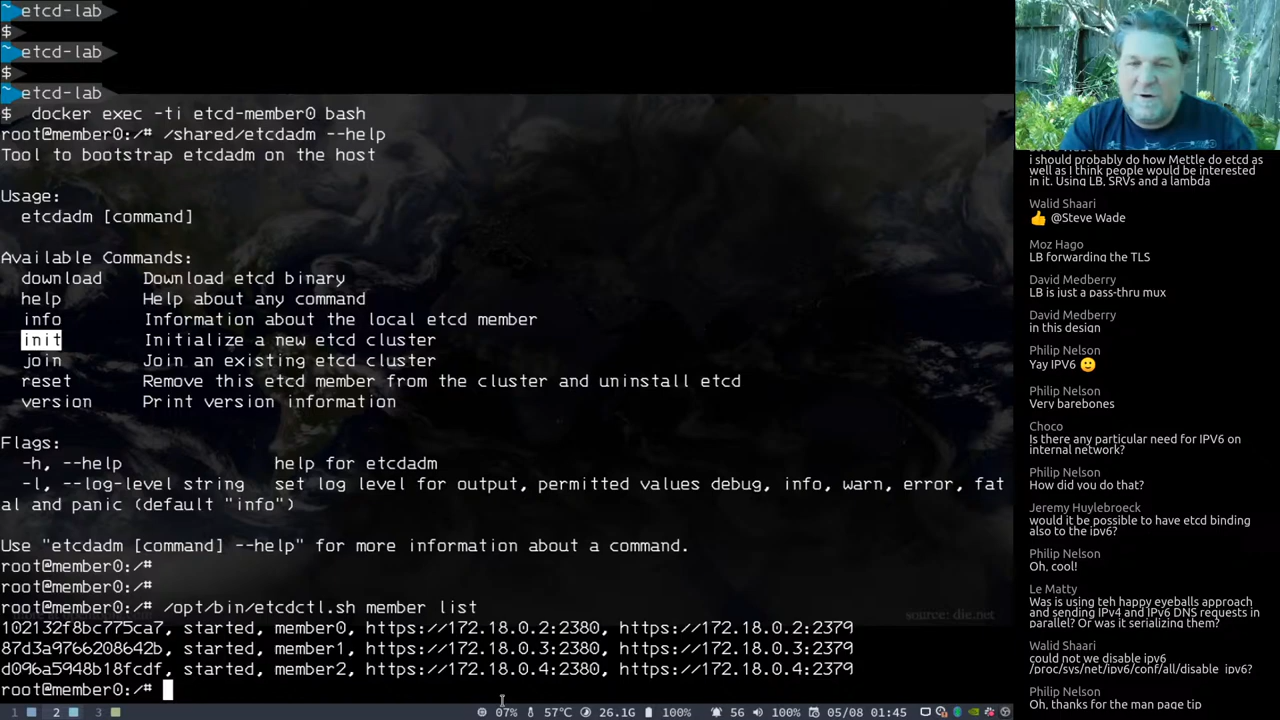 ~ etcd-lab
$
~ etcd-lab
$
~ etcd-lab
$ docker exec -ti etcd-member0 bash
root@member0:/# /shared/etcdadm --help
Tool to bootstrap etcdadm on the host
Usage:
etcdadm [command]
Available Commands:
download Download etcd binary
help Help about any command
info Information about the local etcd member
init Initialize a new etcd cluster
join Join an existing etcd cluster
reset Remove this etcd member from the cluster and uninstall etcd
version Print version information
Flags:
-h, --help help for etcdadm
-l, --log-level string set log level for output, permitted values debug, info, warn, error, fat
al and panic (default "info")
Use "etcdadm [command] --help" for more information about a command.
root@member0:/#
root@member0:/#
root@member0:/# /opt/bin/etcdctl.sh member list
source: die.net
102132f8bc775ca7, started, member0, https://172.18.0.2:2380, https://172.18.0.2:2379
87d3a9766208642b, started, member1, https://172.18.0.3:2380, https://172.18.0.3:2379
d096a5948b18fcdf, started, member2, https://172.18.0.4:2380, https://172.18.0.4:2379
root@member0:/#
1 2 3 07% 57°C 26.1G 100% 56 100% 05/08 01:45
i should probably do how Mettle do etcd as
well as I think people would be interested
in it. Using LB, SRVs and a lambda
Walid Shaari
👍 @Steve Wade
Moz Hago
LB forwarding the TLS
David Medberry
LB is just a pass-thru mux
David Medberry
in this design
Philip Nelson
Yay IPV6 🙂
Philip Nelson
Very barebones
Choco
Is there any particular need for IPV6 on
internal network?
Philip Nelson
How did you do that?
Jeremy Huylebroeck
would it be possible to have etcd binding
also to the ipv6?
Philip Nelson
Oh, cool!
Le Matty
Was is using teh happy eyeballs approach
and sending IPv4 and IPv6 DNS requests in
parallel? Or was it serializing them?
Walid Shaari
could not we disable ipv6
/proc/sys/net/ipv6/conf/all/disable_ipv6?
Philip Nelson
Oh, thanks for the man page tip